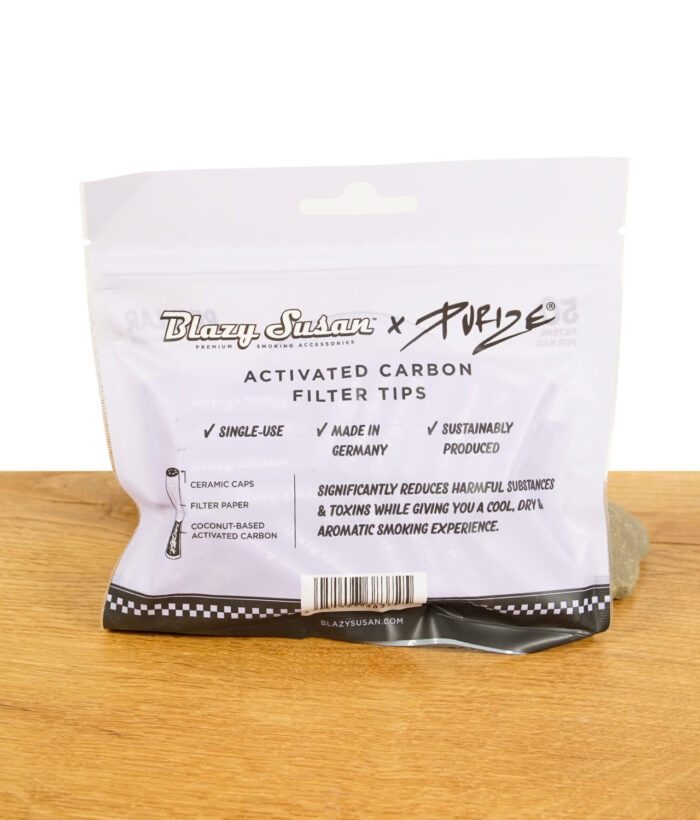 Blazy Susan™ x PURIZE®
PREMIUM SMOKING ACCESSORIES
ACTIVATED CARBON
FILTER TIPS
✓ SINGLE-USE ✓ MADE IN GERMANY ✓ SUSTAINABLY PRODUCED
CERAMIC CAPS
FILTER PAPER
COCONUT-BASED
ACTIVATED CARBON
SIGNIFICANTLY REDUCES HARMFUL SUBSTANCES
& TOXINS WHILE GIVING YOU A COOL, DRY &
AROMATIC SMOKING EXPERIENCE.
BLAZYSUSAN.COM